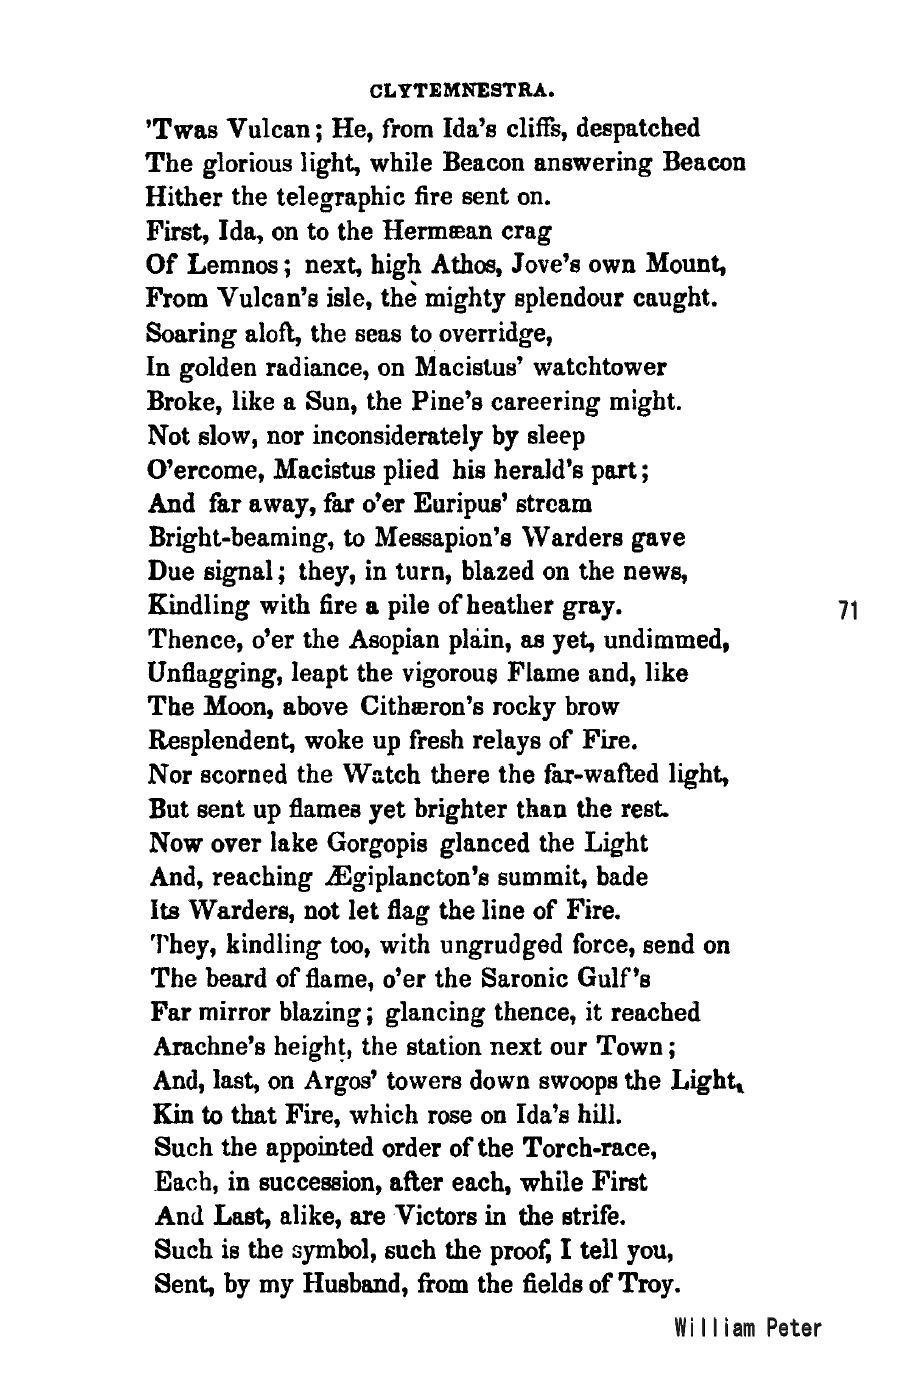 CLYTEMNESTRA.
'Twas Vulcan; He, from Ida's cliffs, despatched
The glorious light, while Beacon answering Beacon
Hither the telegraphic fire sent on.
First, Ida, on to the Hermæan crag
Of Lemnos; next, high Athos, Jove's own Mount,
From Vulcan's isle, the mighty splendour caught.
Soaring aloft, the seas to overridge,
In golden radiance, on Macistus' watchtower
Broke, like a Sun, the Pine's careering might.
Not slow, nor inconsiderately by sleep
O'ercome, Macistus plied his herald's part;
And far away, far o'er Euripus' stream
Bright-beaming, to Messapion's Warders gave
Due signal; they, in turn, blazed on the news,
Kindling with fire a pile of heather gray.
71
Thence, o'er the Asopian plain, as yet, undimmed,
Unflagging, leapt the vigorous Flame and, like
The Moon, above Cithæron's rocky brow
Resplendent, woke up fresh relays of Fire.
Nor scorned the Watch there the far-wafted light,
But sent up flames yet brighter than the rest.
Now over lake Gorgopis glanced the Light
And, reaching Ægiplancton's summit, bade
Its Warders, not let flag the line of Fire.
They, kindling too, with ungrudged force, send on
The beard of flame, o'er the Saronic Gulf's
Far mirror blazing; glancing thence, it reached
Arachne's height, the station next our Town;
And, last, on Argos' towers down swoops the Light,
Kin to that Fire, which rose on Ida's hill.
Such the appointed order of the Torch-race,
Each, in succession, after each, while First
And Last, alike, are Victors in the strife.
Such is the symbol, such the proof, I tell you,
Sent, by my Husband, from the fields of Troy.
William Peter